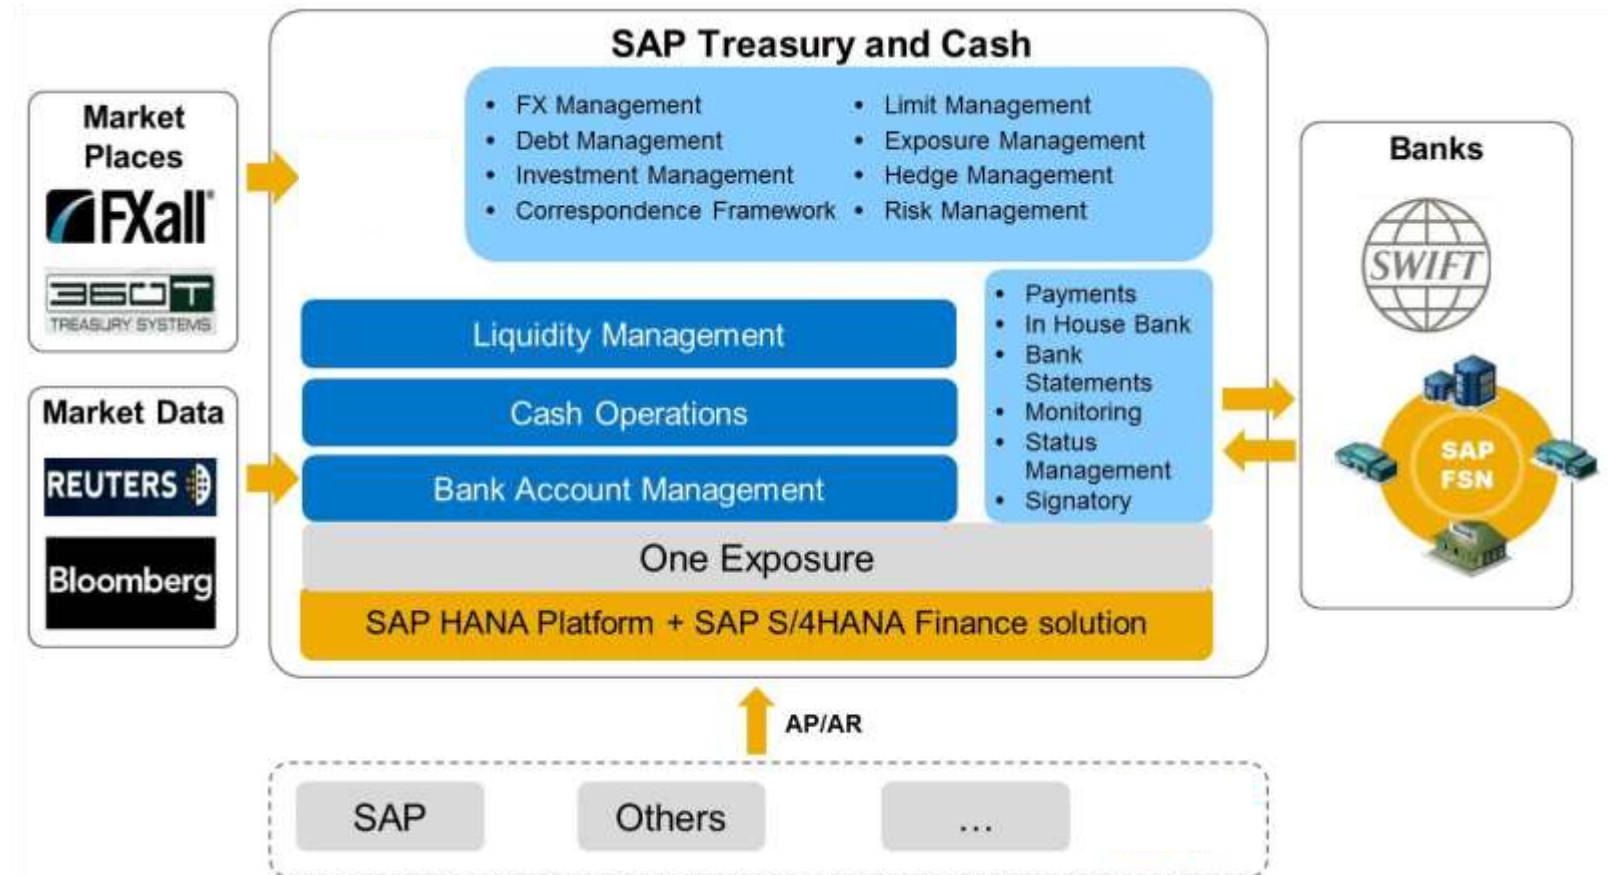 SAP Treasury and Cash
Market
Places
FXall
360T
TREASURY SYSTEMS
Market Data
REUTERS
Bloomberg
• FX Management
• Debt Management
• Investment Management
• Correspondence Framework
• Limit Management
• Exposure Management
• Hedge Management
• Risk Management
Liquidity Management
Cash Operations
Bank Account Management
• Payments
• In House Bank
• Bank
Statements
• Monitoring
• Status
Management
• Signatory
One Exposure
SAP HANA Platform + SAP S/4HANA Finance solution
Banks
SWIFT
SAP
FSN
AP/AR
SAP
Others
...